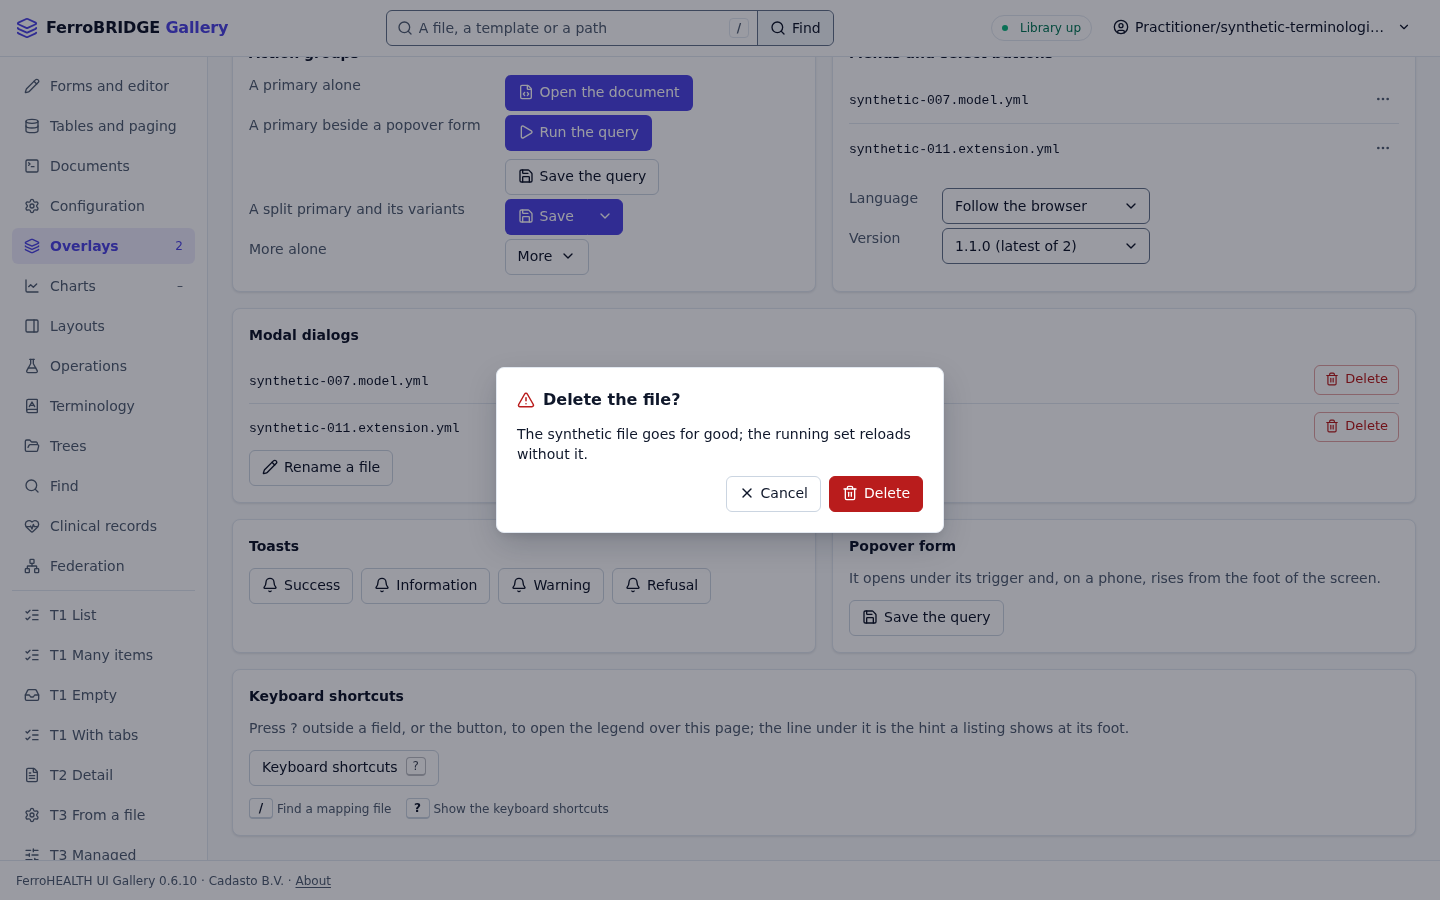 FerroBRIDGE Gallery
A file, a template or a path
/
Find
Library up
Practitioner/synthetic-terminologi…
Forms and editor
Tables and paging
Documents
Configuration
Overlays 2
Charts –
Layouts
Operations
Terminology
Trees
Find
Clinical records
Federation
T1 List
T1 Many items
T1 Empty
T1 With tabs
T2 Detail
T3 From a file
T3 Managed
A primary alone
Open the document
A primary beside a popover form
Run the query
Save the query
A split primary and its variants
Save
More alone
More
synthetic-007.model.yml
synthetic-011.extension.yml
Language
Follow the browser
Version
1.1.0 (latest of 2)
Modal dialogs
synthetic-007.model.yml
Delete
synthetic-011.extension.yml
Delete
Rename a file
Delete the file?
The synthetic file goes for good; the running set reloads
without it.
Cancel
Delete
Toasts
Success
Information
Warning
Refusal
Popover form
It opens under its trigger and, on a phone, rises from the foot of the screen.
Save the query
Keyboard shortcuts
Press ? outside a field, or the button, to open the legend over this page; the line under it is the hint a listing shows at its foot.
Keyboard shortcuts ?
/ Find a mapping file ? Show the keyboard shortcuts
FerroHEALTH UI Gallery 0.6.10 · Cadasto B.V. · About